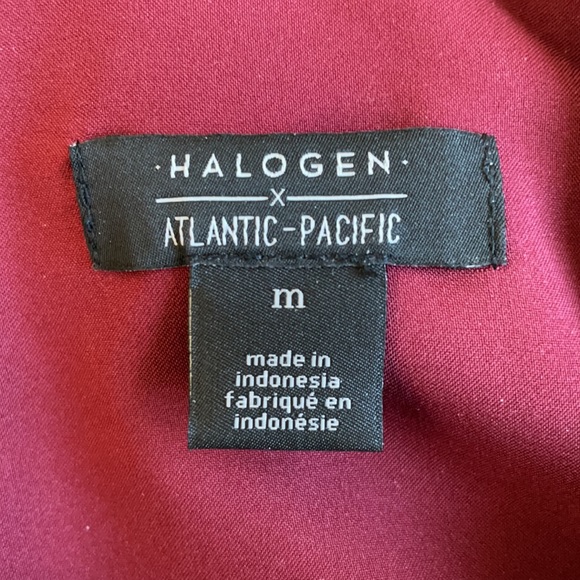 ·HALOGEN·
X
ATLANTIC-PACIFIC
m
made in
indonesia
fabriqué en
indonésie